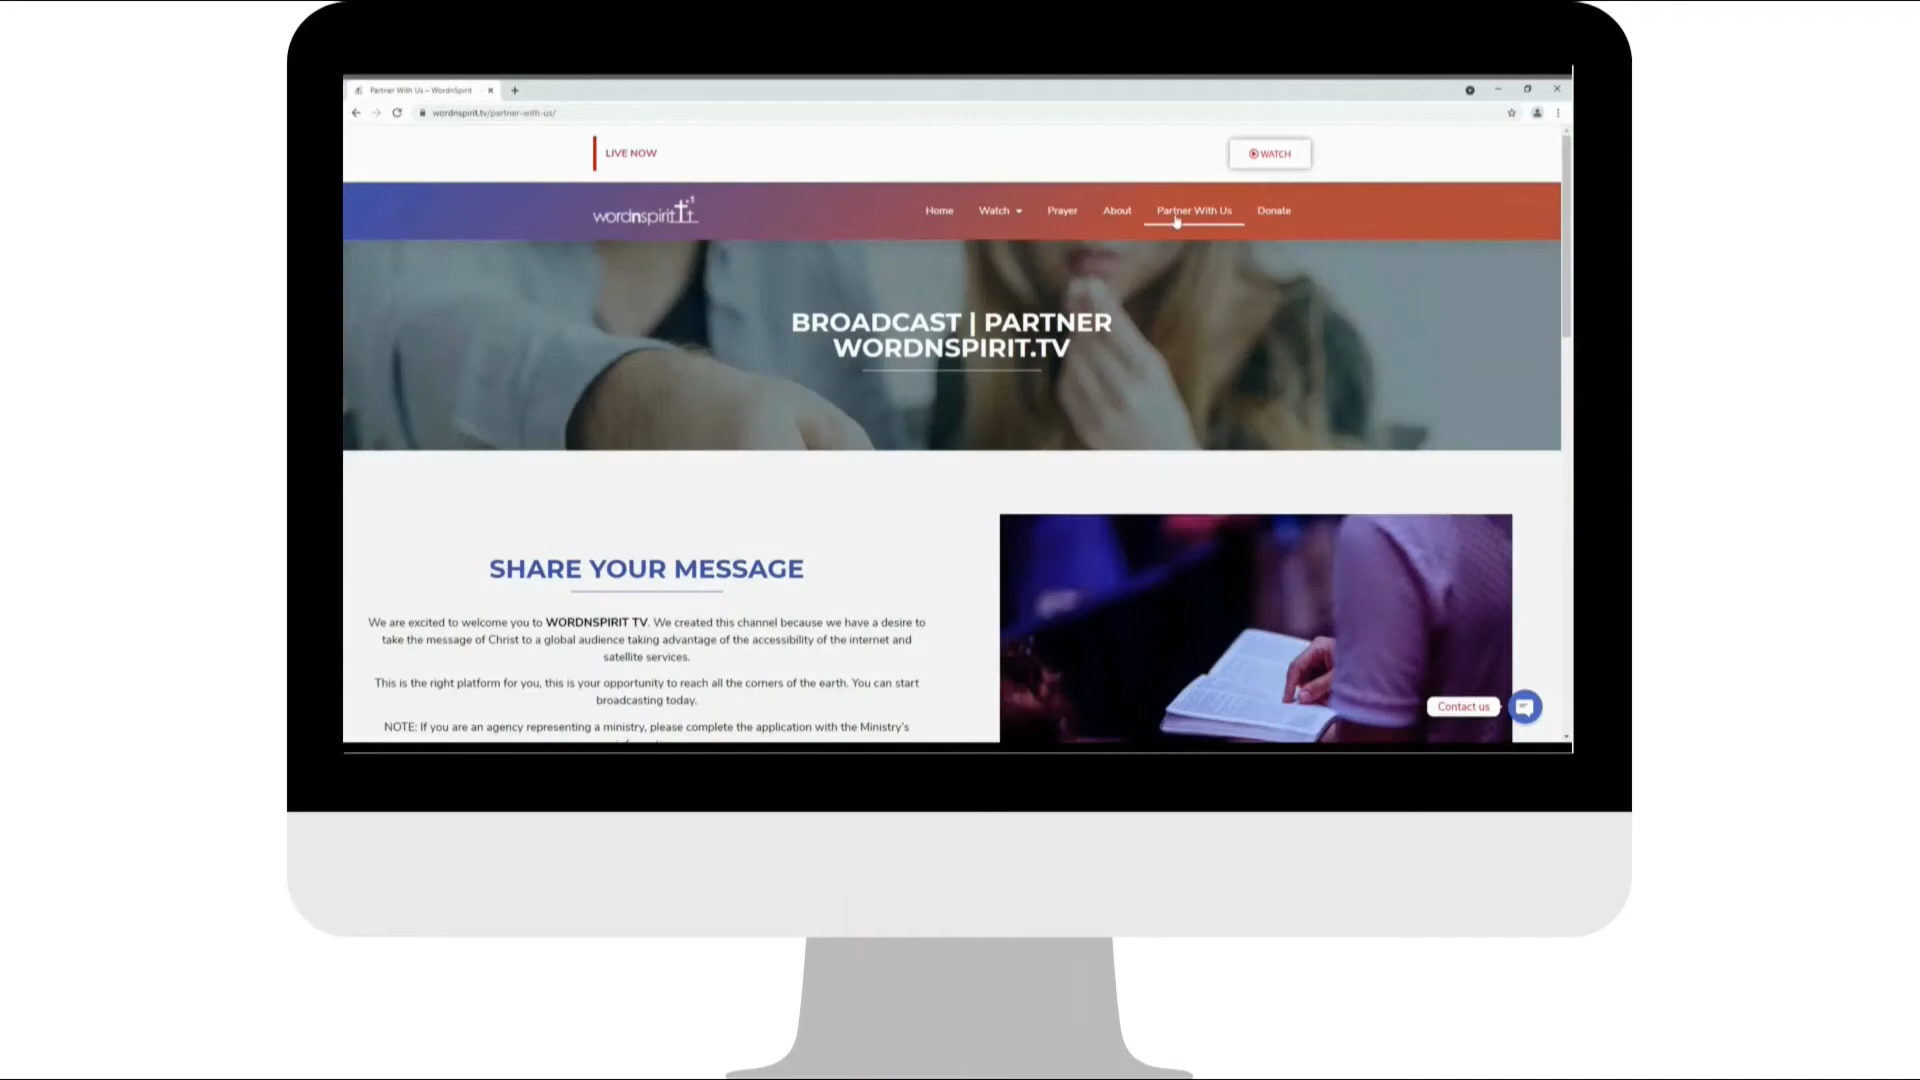 Partner With Us – WordnSpirit
wordnspirit.tv/partner-with-us/
LIVE NOW
WATCH
wordnspirit
Home Watch Prayer About Partner With Us Donate
BROADCAST | PARTNER
WORDNSPIRIT.TV
SHARE YOUR MESSAGE
We are excited to welcome you to WORDNSPIRIT TV. We created this channel because we have a desire to
take the message of Christ to a global audience taking advantage of the accessibility of the internet and
satellite services.
This is the right platform for you, this is your opportunity to reach all the corners of the earth. You can start
broadcasting today.
NOTE: If you are an agency representing a ministry, please complete the application with the Ministry's
Contact us